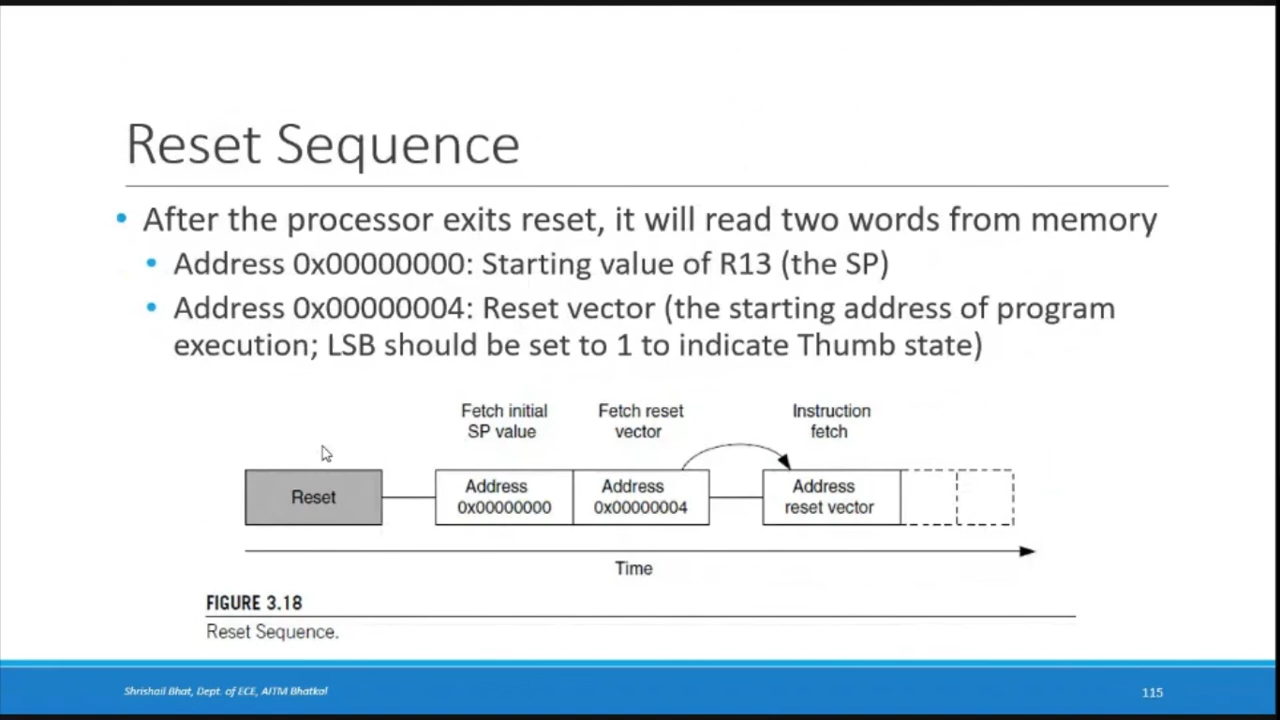 Reset Sequence
• After the processor exits reset, it will read two words from memory
• Address 0x00000000: Starting value of R13 (the SP)
• Address 0x00000004: Reset vector (the starting address of program
execution; LSB should be set to 1 to indicate Thumb state)
Fetch initial
SP value
Fetch reset
vector
Instruction
fetch
Reset
Address
0x00000000
Address
0x00000004
Address
reset vector
Time
FIGURE 3.18
Reset Sequence.
Shrishail Bhat, Dept. of ECE, AITM Bhatkal
115